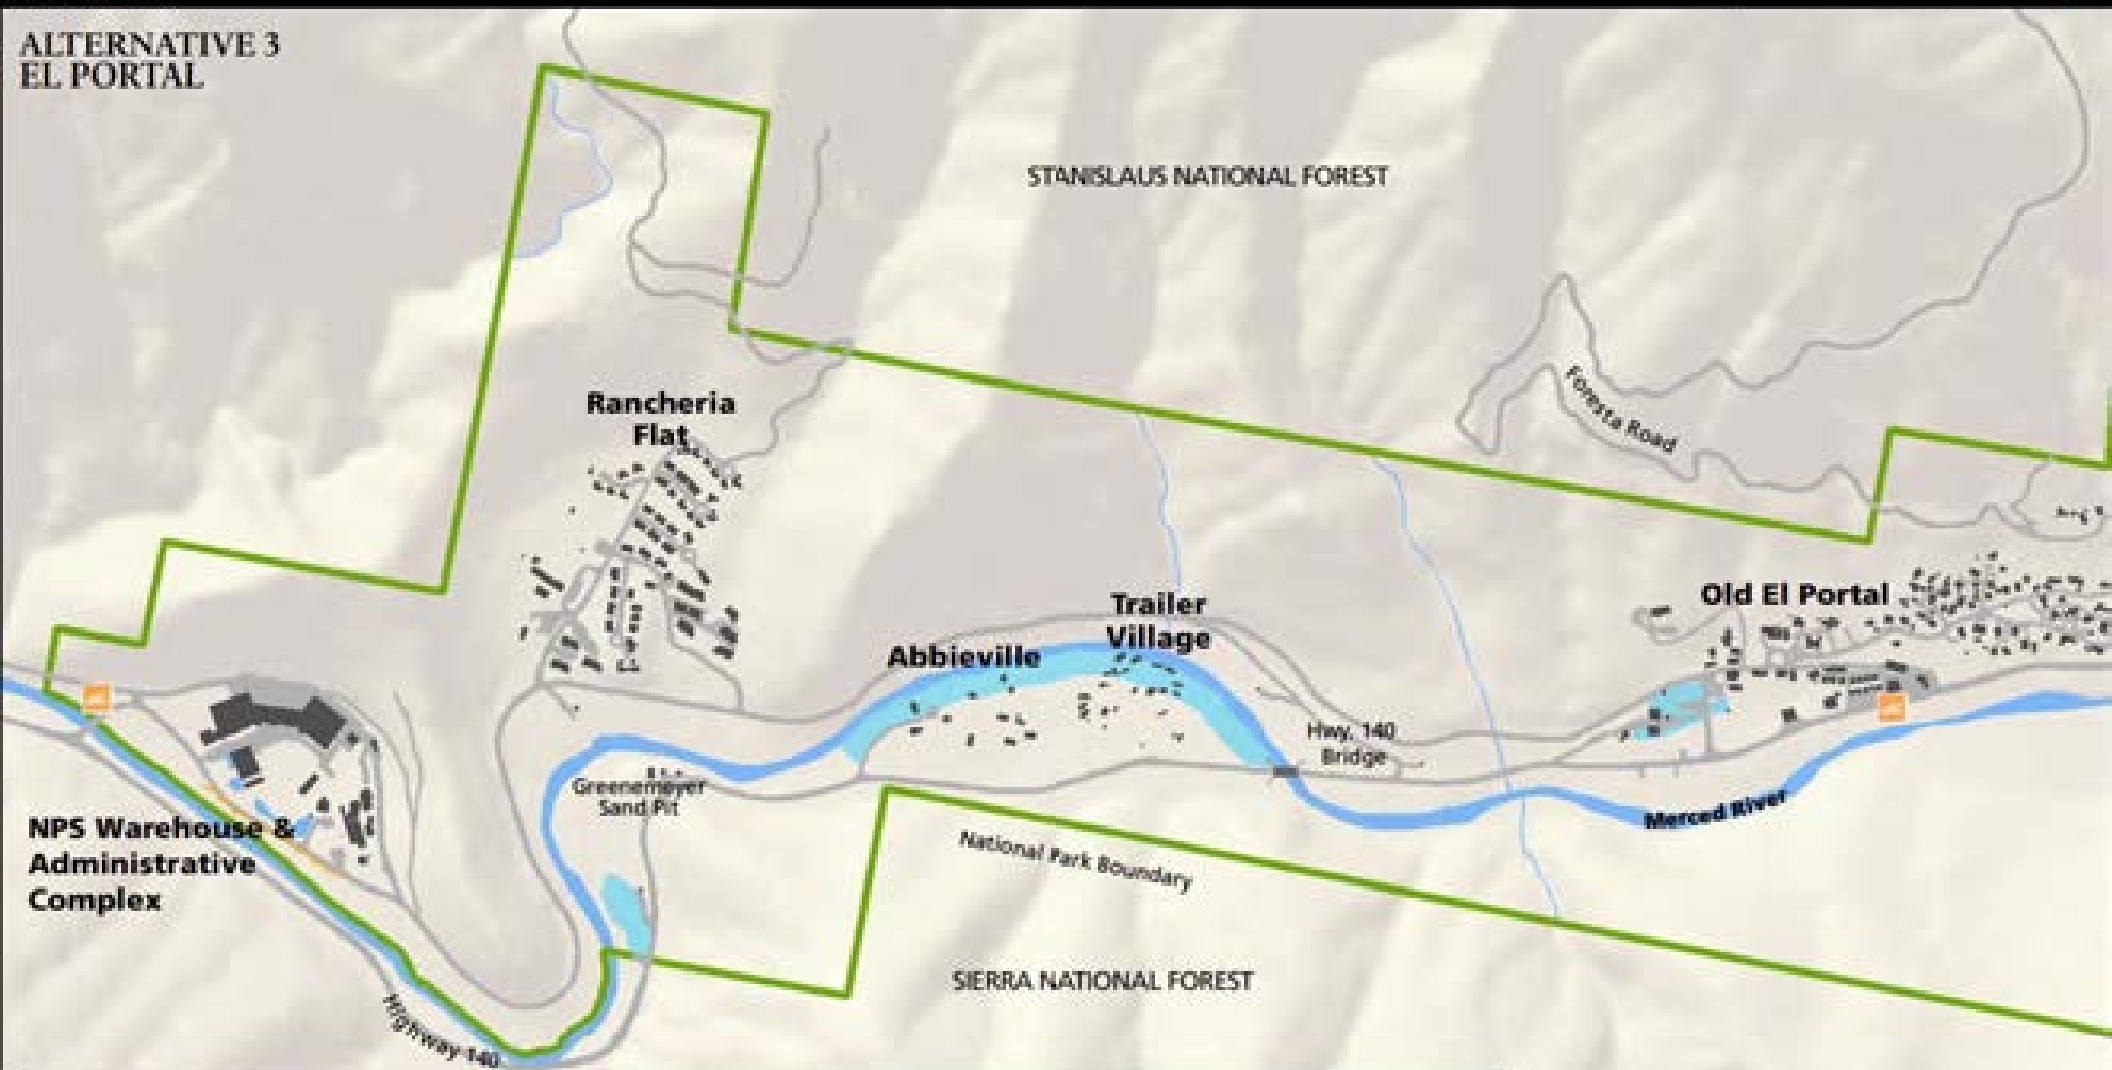 ALTERNATIVE 3
EL PORTAL
STANISLAUS NATIONAL FOREST
Rancheria
Flat
Foresta Road
Trailer
Village
Old El Portal
Abbieville
Hwy. 140
Bridge
Greenemeyer
Sand Pit
Merced River
NPS Warehouse &
Administrative
Complex
National Park Boundary
SIERRA NATIONAL FOREST
Highway 140